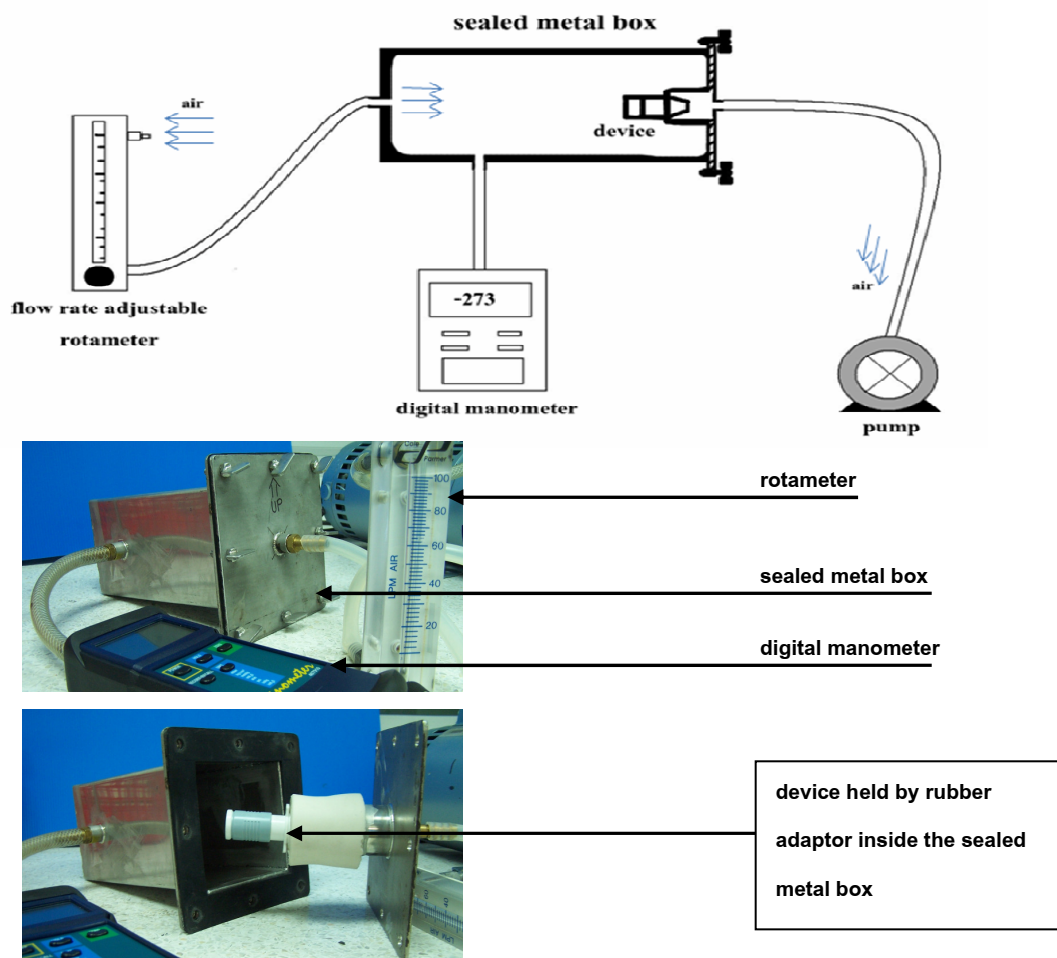 sealed metal box
air
device
flow rate adjustable
rotameter
-273
digital manometer
air
pump
Cole
Parmer
100
80
60
40
20
LPM AIR
UP
rotameter
sealed metal box
digital manometer
device held by rubber
adaptor inside the sealed
metal box